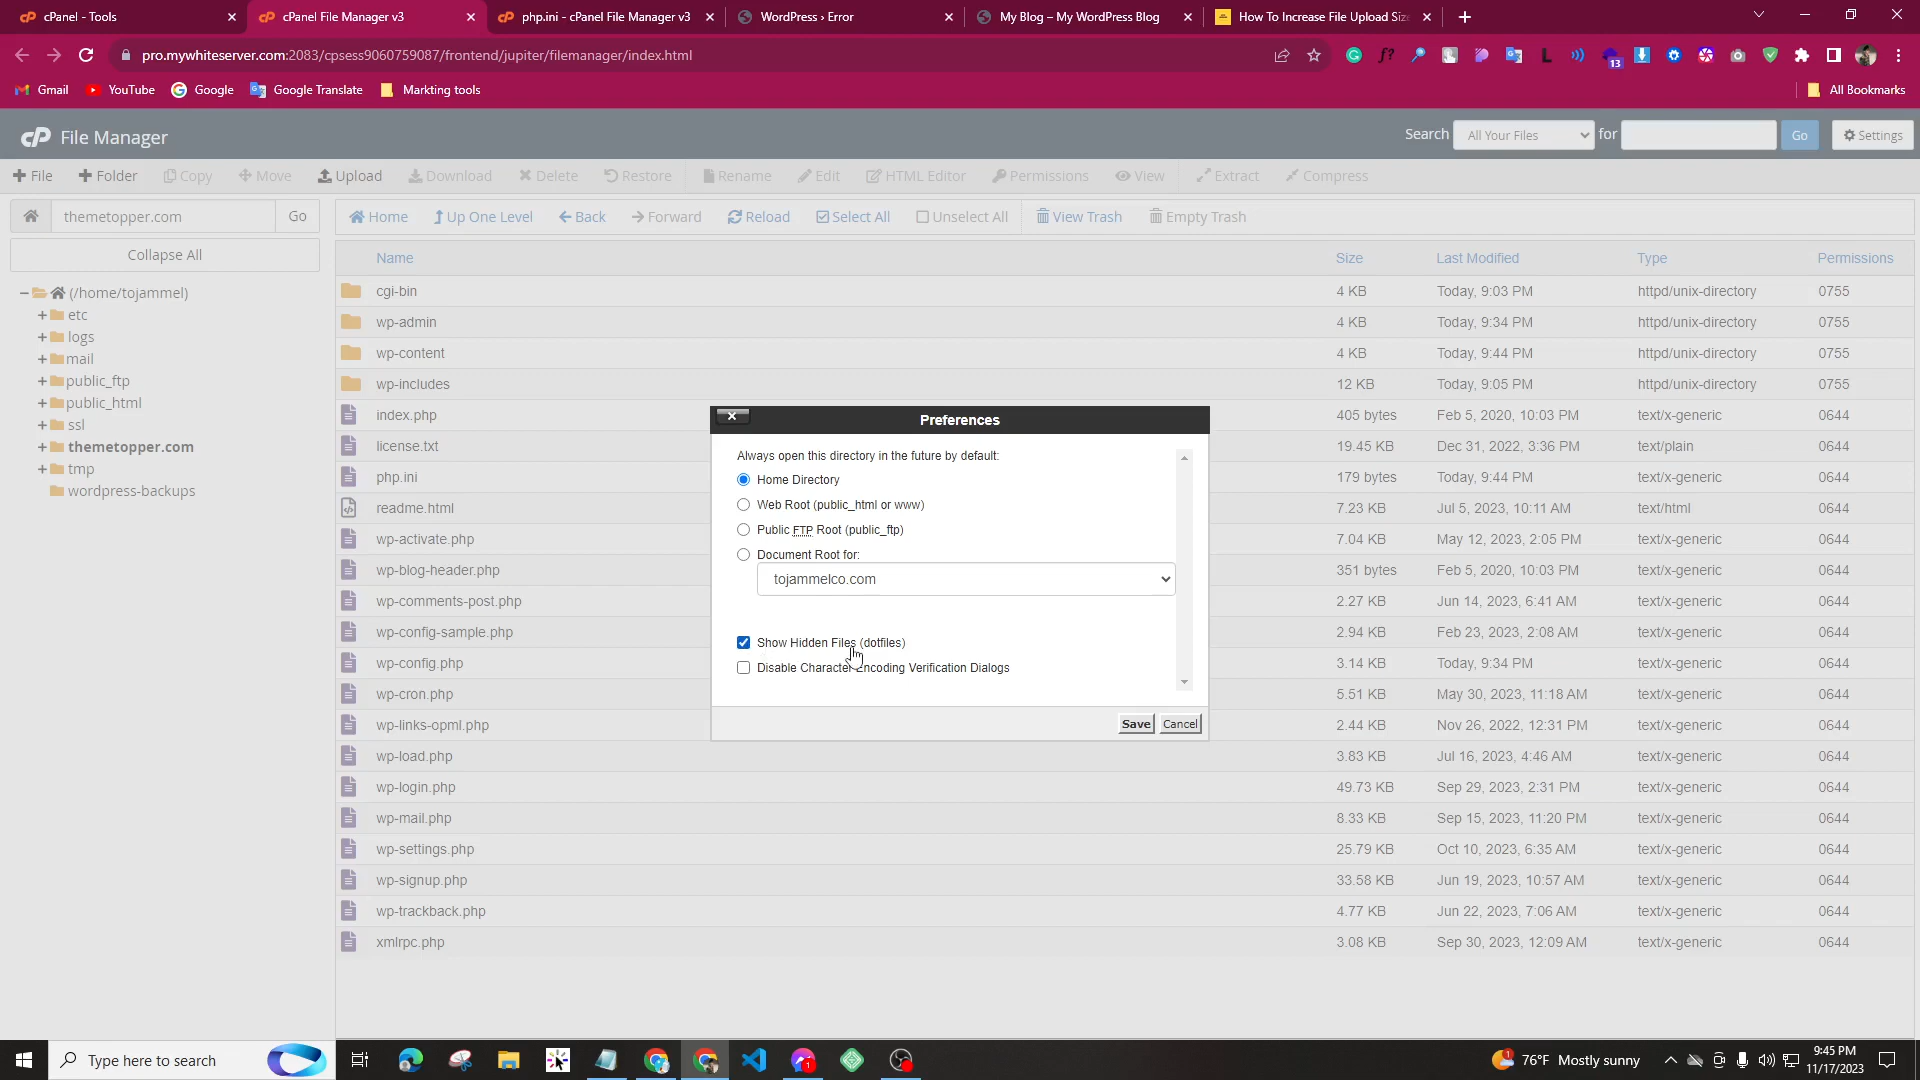 cPanel - Tools
cPanel File Manager v3
php.ini - cPanel File Manager v3
WordPress › Error
My Blog – My WordPress Blog
How To Increase File Upload Size
pro.mywhiteserver.com:2083/cpsess9060759087/frontend/jupiter/filemanager/index.html
13
Gmail
YouTube
Google
Google Translate
Markting tools
All Bookmarks
cP File Manager
Search
All Your Files
for
Go
Settings
File
Folder
Copy
Move
Upload
Download
Delete
Restore
Rename
Edit
HTML Editor
Permissions
View
Extract
Compress
themetopper.com
Go
Home
Up One Level
Back
Forward
Reload
Select All
Unselect All
View Trash
Empty Trash
Collapse All
(/home/tojammel)
etc
logs
mail
public_ftp
public_html
ssl
themetopper.com
tmp
wordpress-backups
Name Size Last Modified Type Permissions
cgi-bin 4 KB Today, 9:03 PM httpd/unix-directory 0755
wp-admin 4 KB Today, 9:34 PM httpd/unix-directory 0755
wp-content 4 KB Today, 9:44 PM httpd/unix-directory 0755
wp-includes 12 KB Today, 9:05 PM httpd/unix-directory 0755
index.php 405 bytes Feb 5, 2020, 10:03 PM text/x-generic 0644
license.txt 19.45 KB Dec 31, 2022, 3:36 PM text/plain 0644
php.ini 179 bytes Today, 9:44 PM text/x-generic 0644
readme.html 7.23 KB Jul 5, 2023, 10:11 AM text/html 0644
wp-activate.php 7.04 KB May 12, 2023, 2:05 PM text/x-generic 0644
wp-blog-header.php 351 bytes Feb 5, 2020, 10:03 PM text/x-generic 0644
wp-comments-post.php 2.27 KB Jun 14, 2023, 6:41 AM text/x-generic 0644
wp-config-sample.php 2.94 KB Feb 23, 2023, 2:08 AM text/x-generic 0644
wp-config.php 3.14 KB Today, 9:34 PM text/x-generic 0644
wp-cron.php 5.51 KB May 30, 2023, 11:18 AM text/x-generic 0644
wp-links-opml.php 2.44 KB Nov 26, 2022, 12:31 PM text/x-generic 0644
wp-load.php 3.83 KB Jul 16, 2023, 4:46 AM text/x-generic 0644
wp-login.php 49.73 KB Sep 29, 2023, 2:31 PM text/x-generic 0644
wp-mail.php 8.33 KB Sep 15, 2023, 11:20 PM text/x-generic 0644
wp-settings.php 25.79 KB Oct 10, 2023, 6:35 AM text/x-generic 0644
wp-signup.php 33.58 KB Jun 19, 2023, 10:57 AM text/x-generic 0644
wp-trackback.php 4.77 KB Jun 22, 2023, 7:06 AM text/x-generic 0644
xmlrpc.php 3.08 KB Sep 30, 2023, 12:09 AM text/x-generic 0644
Preferences
Always open this directory in the future by default:
Home Directory
Web Root (public_html or www)
Public FTP Root (public_ftp)
Document Root for:
tojammelco.com
Show Hidden Files (dotfiles)
Disable Character Encoding Verification Dialogs
Save
Cancel
Type here to search
1
1
76°F Mostly sunny
9:45 PM
11/17/2023